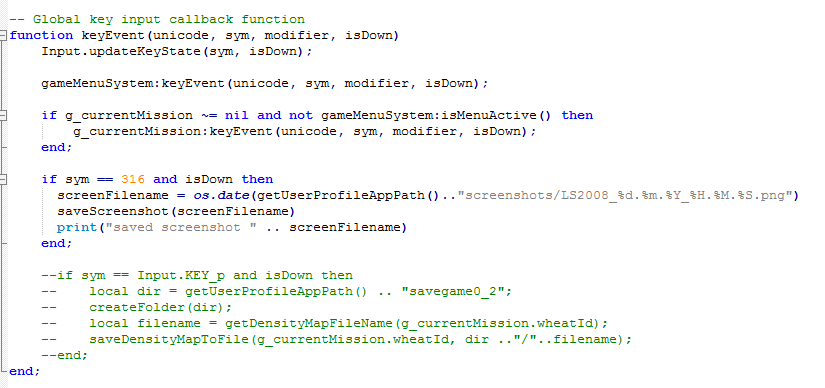 -- Global key input callback function
function keyEvent(unicode, sym, modifier, isDown)
    Input.updateKeyState(sym, isDown);

    gameMenuSystem:keyEvent(unicode, sym, modifier, isDown);

    if g_currentMission ~= nil and not gameMenuSystem:isMenuActive() then
        g_currentMission:keyEvent(unicode, sym, modifier, isDown);
    end;

    if sym == 316 and isDown then
      screenFilename = os.date(getUserProfileAppPath().."screenshots/LS2008_%d.%m.%Y_%H.%M.%S.png")
      saveScreenshot(screenFilename)
      print("saved screenshot " .. screenFilename)
    end;

    --if sym == Input.KEY_p and isDown then
    --    local dir = getUserProfileAppPath() .. "savegame0_2";
    --    createFolder(dir);
    --    local filename = getDensityMapFileName(g_currentMission.wheatId);
    --    saveDensityMapToFile(g_currentMission.wheatId, dir .."/"..filename);
    --end;
end;